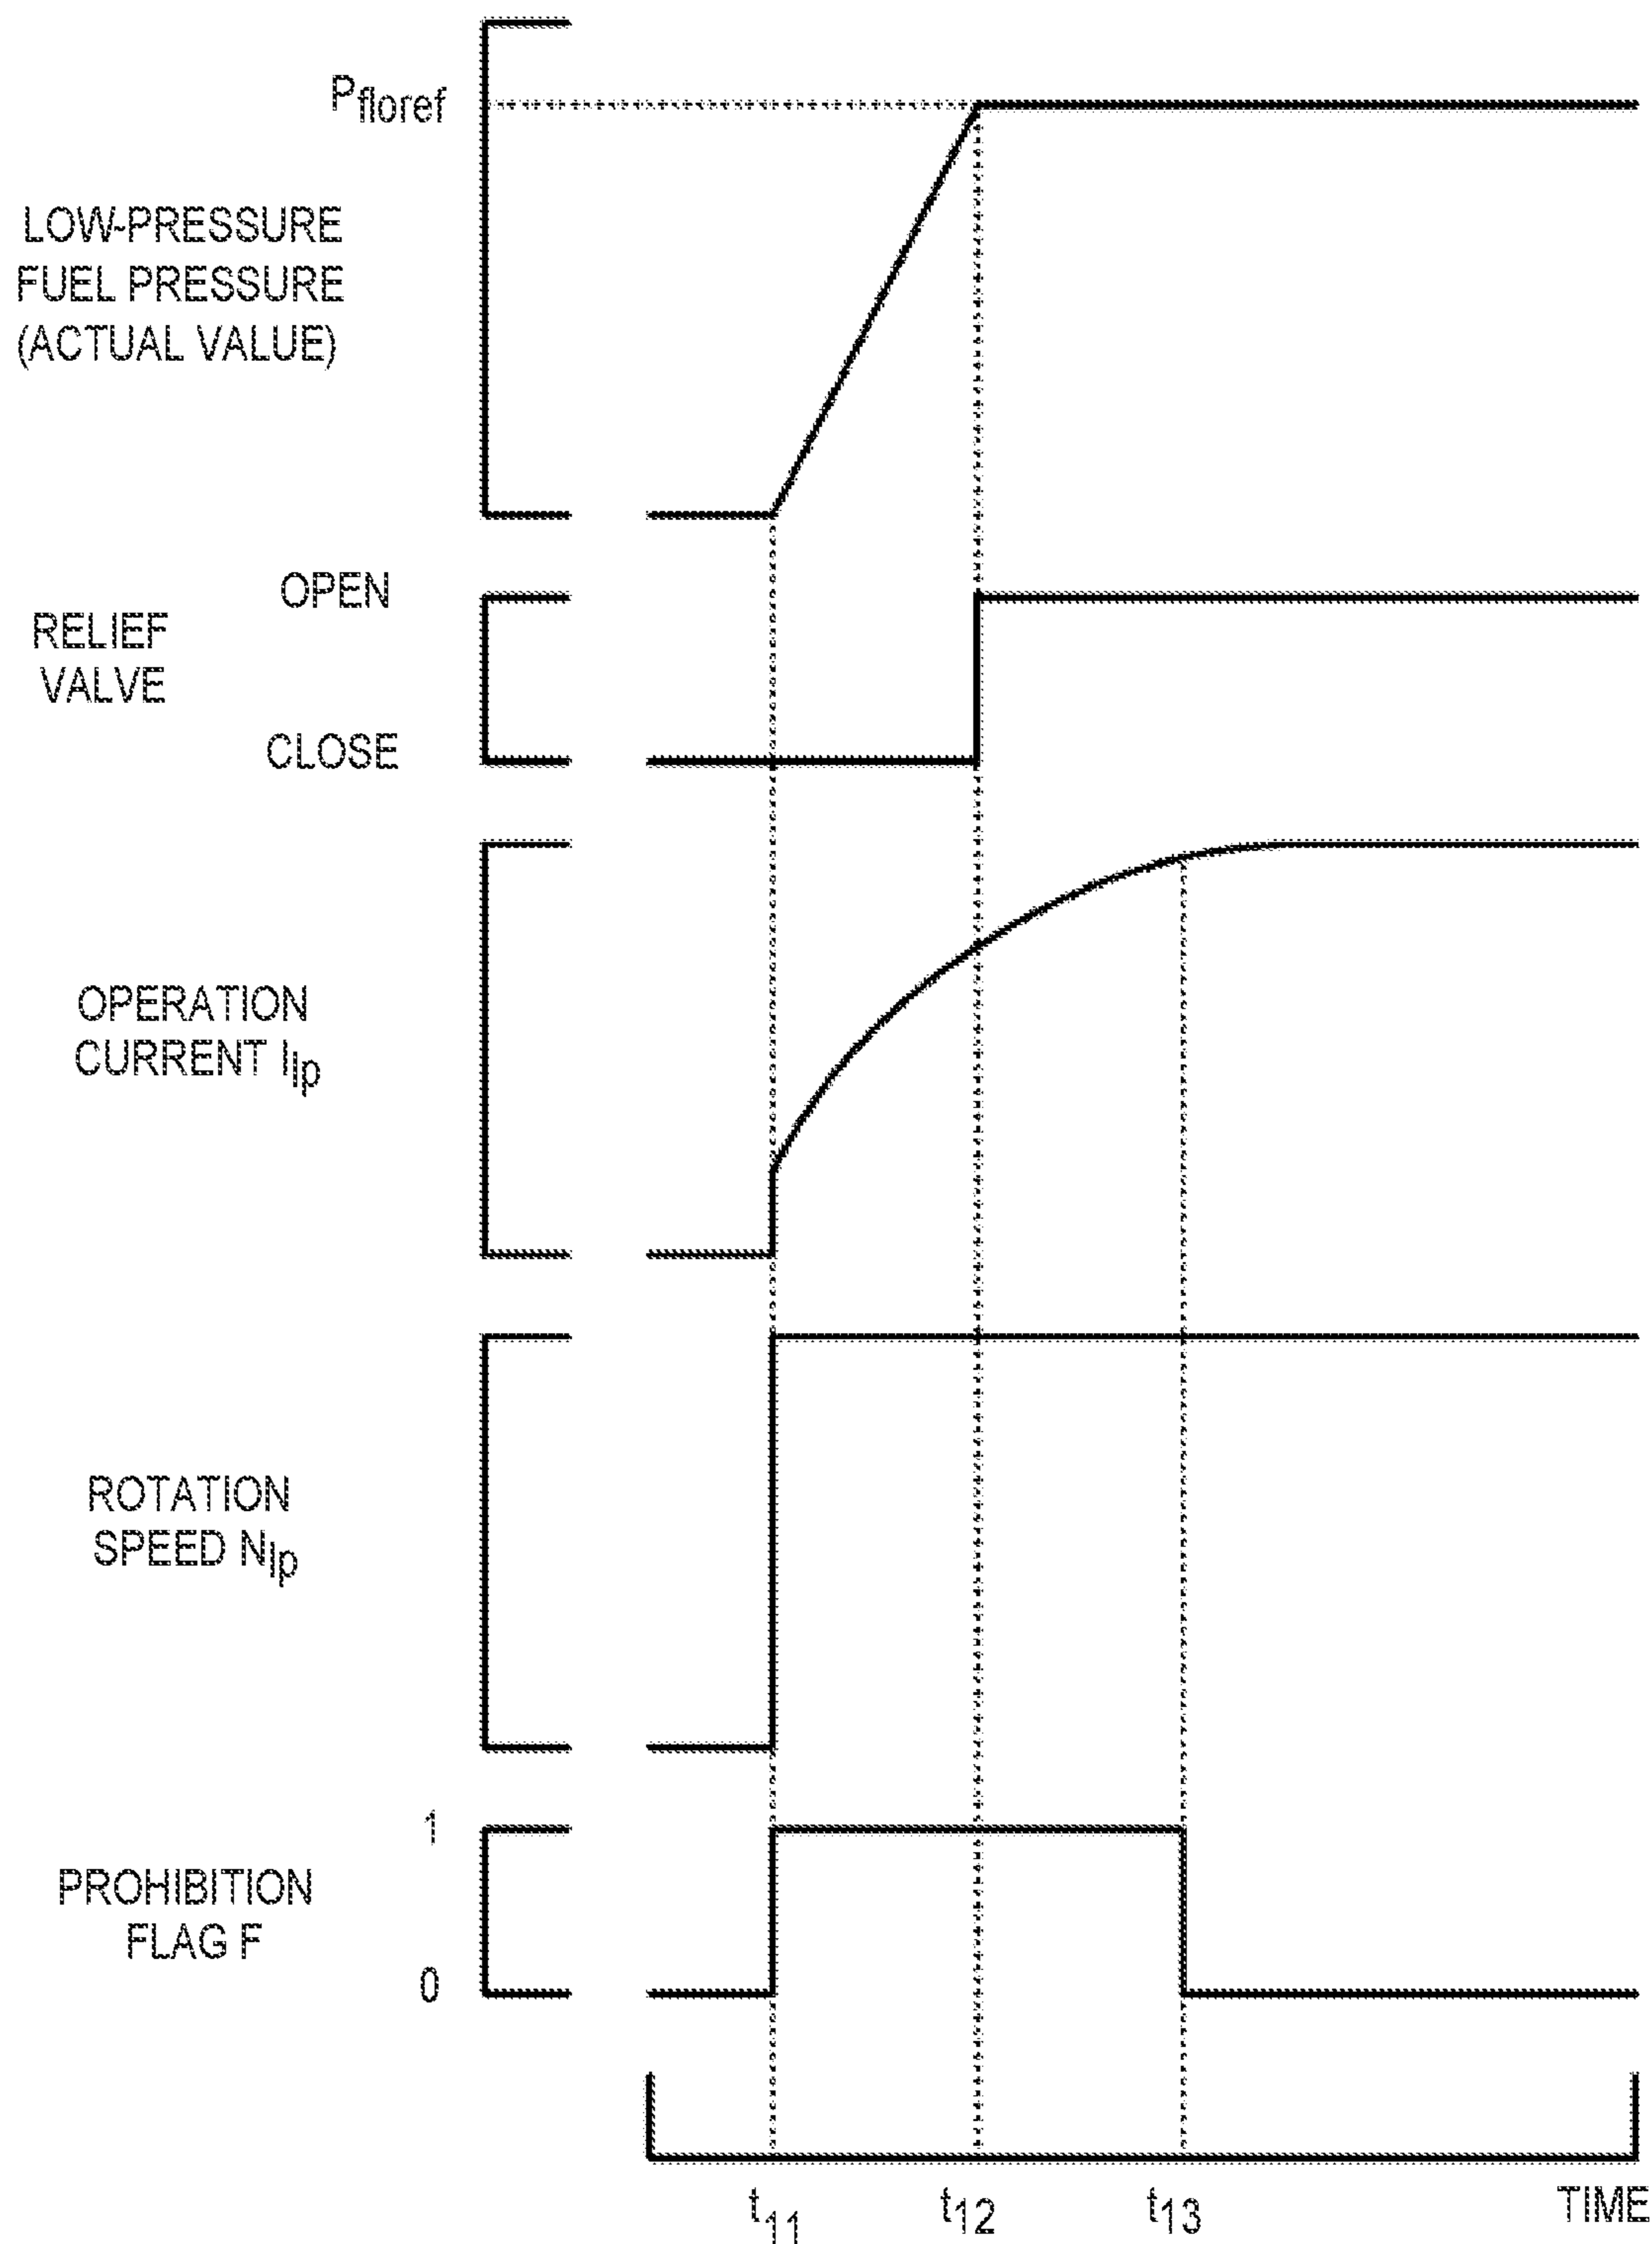 Pfloref
LOW-PRESSURE
FUEL PRESSURE
(ACTUAL VALUE)
OPEN
RELIEF
VALVE
CLOSE
OPERATION
CURRENT Ilp
ROTATION
SPEED Nlp
1
PROHIBITION
FLAG F
0
t11
t12
t13
TIME